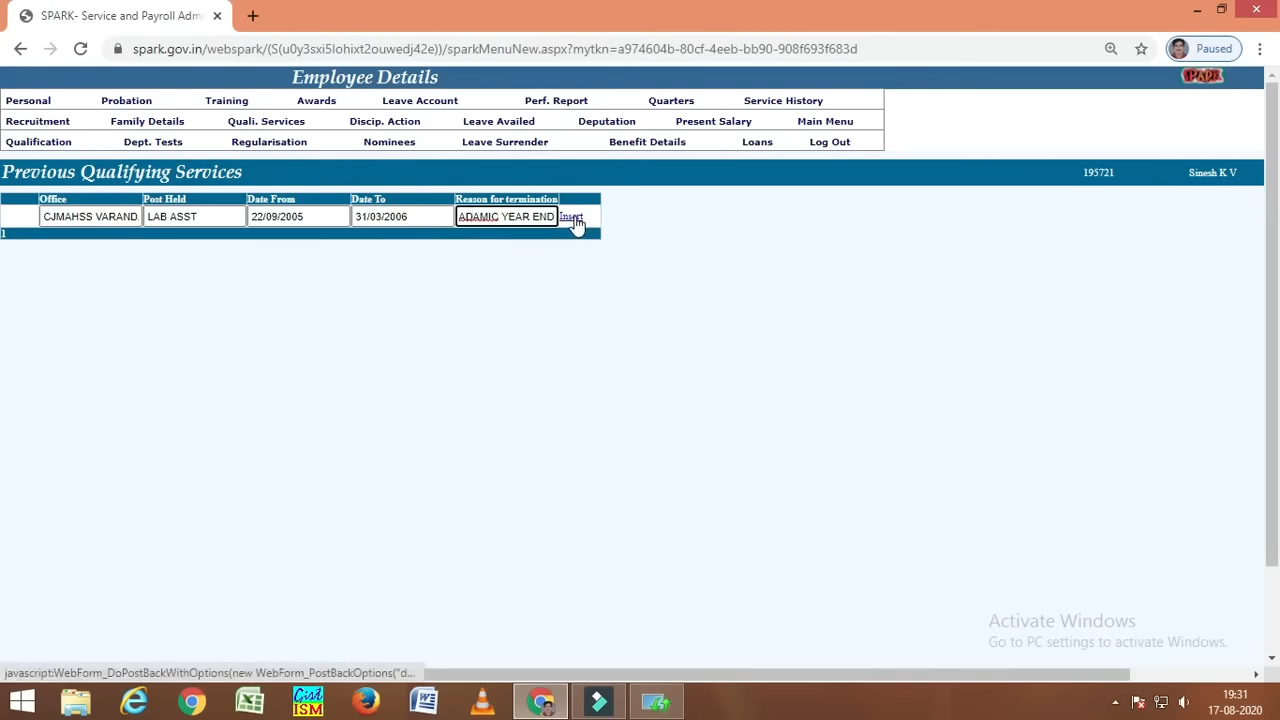 SPARK- Service and Payroll Adm
spark.gov.in/webspark/(S(u0y3sxi5lohixt2ouwedj42e))/sparkMenuNew.aspx?mytkn=a974604b-80cf-4eeb-bb90-908f693f683d
Paused
Employee Details
SPARK
Personal Probation Training Awards Leave Account Perf. Report Quarters Service History
Recruitment Family Details Quali. Services Discip. Action Leave Availed Deputation Present Salary Main Menu
Qualification Dept. Tests Regularisation Nominees Leave Surrender Benefit Details Loans Log Out
Previous Qualifying Services 195721 Sinesh K V
Office Post Held Date From Date To Reason for termination
CJMAHSS VARAND LAB ASST 22/09/2005 31/03/2006 ADAMIC YEAR END Insert
1
Activate Windows
Go to PC settings to activate Windows.
javascript:WebForm_DoPostBackWithOptions(new WebForm_PostBackOptions("d...
Gist
ISM
19:31
17-08-2020